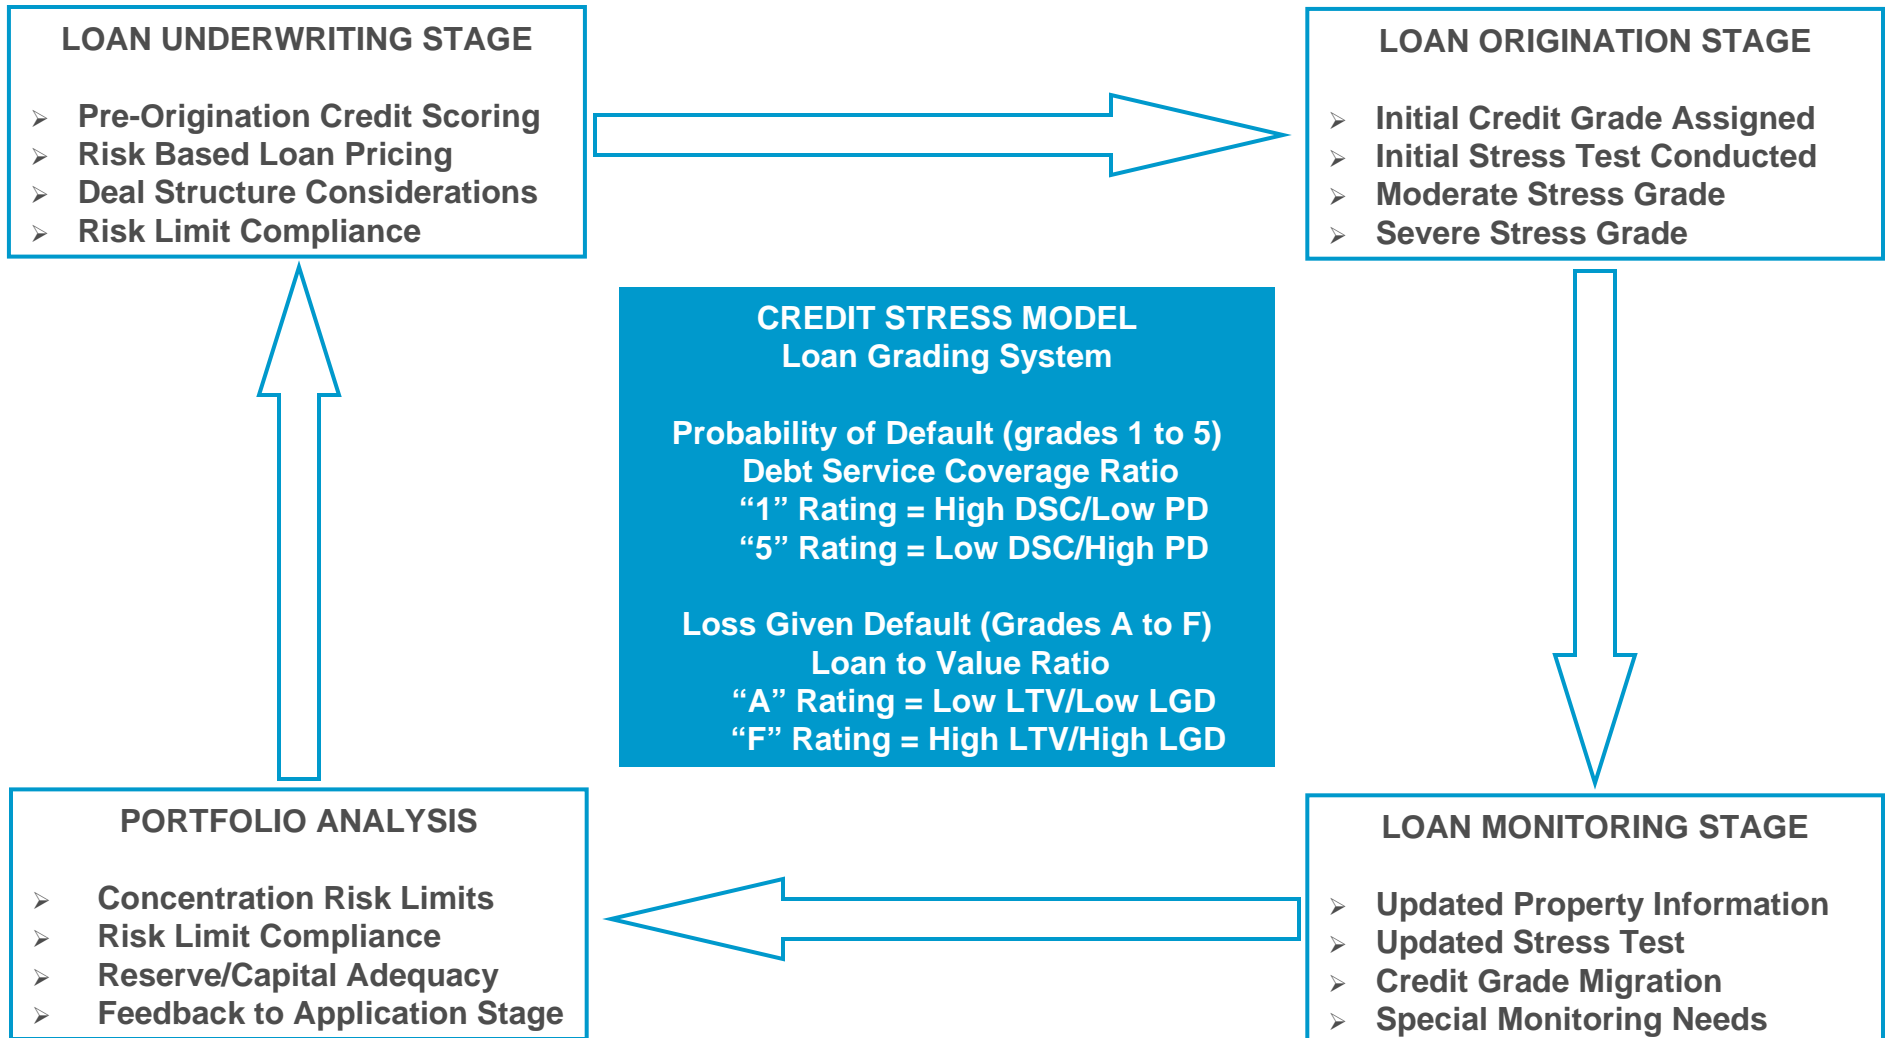 LOAN UNDERWRITING STAGE
➢ Pre-Origination Credit Scoring
➢ Risk Based Loan Pricing
➢ Deal Structure Considerations
➢ Risk Limit Compliance
LOAN ORIGINATION STAGE
➢ Initial Credit Grade Assigned
➢ Initial Stress Test Conducted
➢ Moderate Stress Grade
➢ Severe Stress Grade
CREDIT STRESS MODEL
Loan Grading System
Probability of Default (grades 1 to 5)
Debt Service Coverage Ratio
“1” Rating = High DSC/Low PD
“5” Rating = Low DSC/High PD
Loss Given Default (Grades A to F)
Loan to Value Ratio
“A” Rating = Low LTV/Low LGD
“F” Rating = High LTV/High LGD
PORTFOLIO ANALYSIS
➢ Concentration Risk Limits
➢ Risk Limit Compliance
➢ Reserve/Capital Adequacy
➢ Feedback to Application Stage
LOAN MONITORING STAGE
➢ Updated Property Information
➢ Updated Stress Test
➢ Credit Grade Migration
➢ Special Monitoring Needs